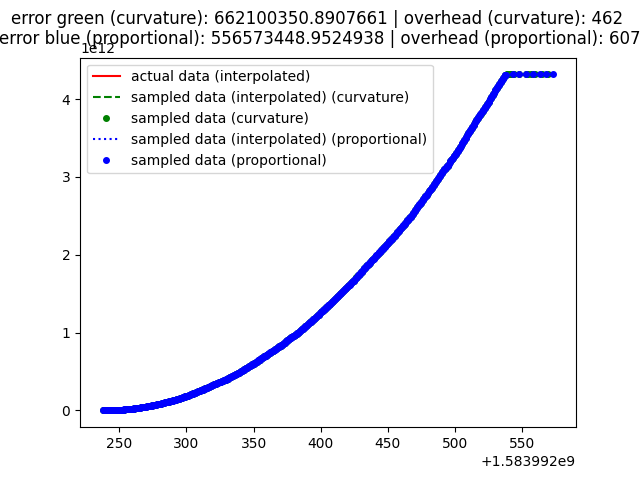 error green (curvature): 662100350.8907661 | overhead (curvature): 462
error blue (proportional): 556573448.9524938 | overhead (proportional): 607
1e12
actual data (interpolated)
sampled data (interpolated) (curvature)
sampled data (curvature)
sampled data (interpolated) (proportional)
sampled data (proportional)
4
3
2
1
0
250 300 350 400 450 500 550
+1.583992e9